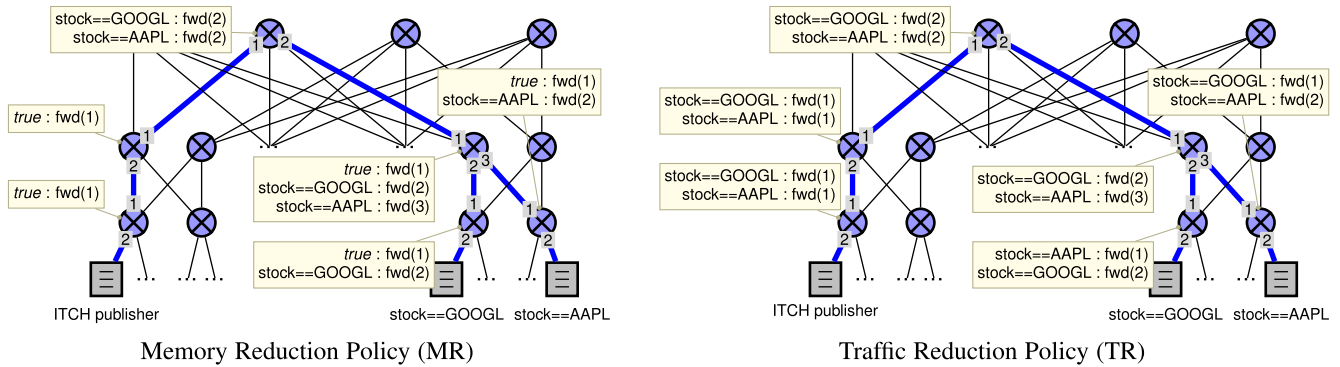 stock==GOOGL : fwd(2)
stock==AAPL : fwd(2)
1
2
true : fwd(1)
stock==AAPL : fwd(2)
true : fwd(1)
1
2
1
2
3
true : fwd(1)
stock==GOOGL : fwd(2)
stock==AAPL : fwd(3)
true : fwd(1)
1
2
1
2
1
2
true : fwd(1)
stock==GOOGL : fwd(2)
...
...
...
...
...
...
...
ITCH publisher
stock==GOOGL
stock==AAPL
Memory Reduction Policy (MR)
stock==GOOGL : fwd(2)
stock==AAPL : fwd(2)
1
2
stock==GOOGL : fwd(1)
stock==AAPL : fwd(2)
stock==GOOGL : fwd(1)
stock==AAPL : fwd(1)
1
2
1
2
3
stock==GOOGL : fwd(2)
stock==AAPL : fwd(3)
stock==GOOGL : fwd(1)
stock==AAPL : fwd(1)
1
2
1
2
1
2
stock==AAPL : fwd(1)
stock==GOOGL : fwd(2)
...
...
...
...
...
...
...
ITCH publisher
stock==GOOGL
stock==AAPL
Traffic Reduction Policy (TR)